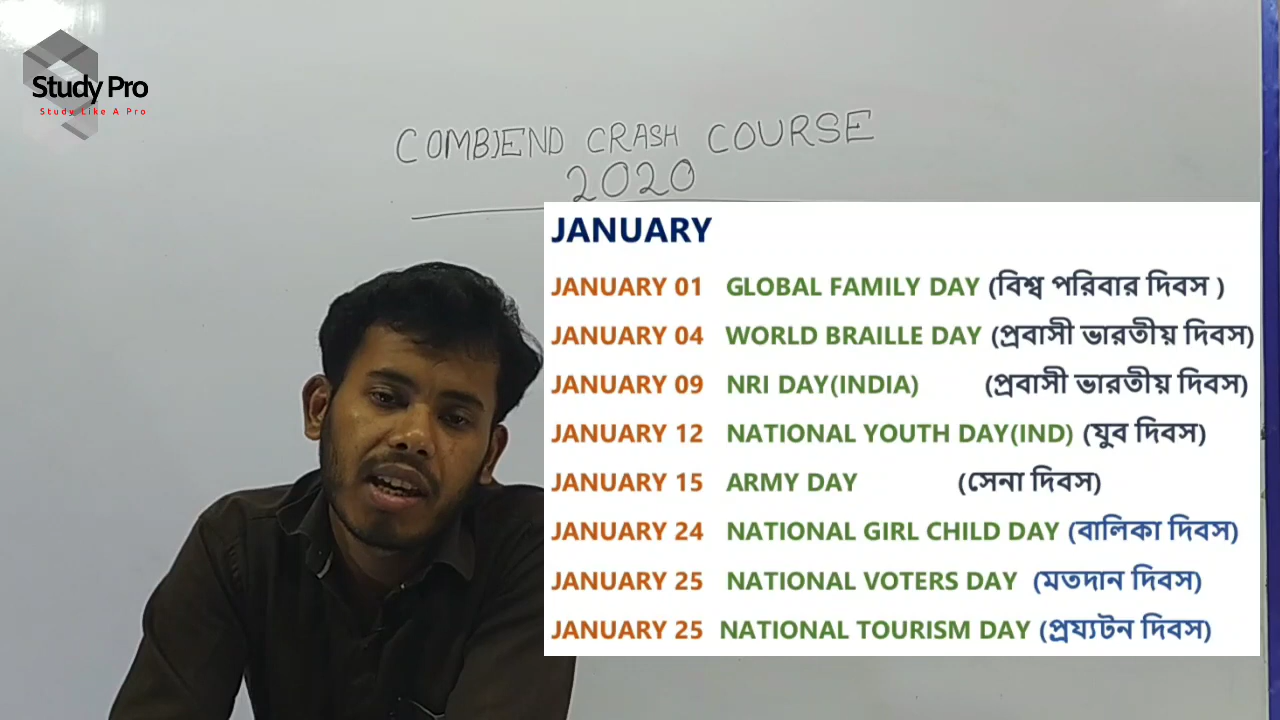 Study Pro
Study Like A Pro
COMBIEND CRASH COURSE
2020
JANUARY
JANUARY 01 GLOBAL FAMILY DAY (বিশ্ব পরিবার দিবস )
JANUARY 04 WORLD BRAILLE DAY (প্রবাসী ভারতীয় দিবস)
JANUARY 09 NRI DAY(INDIA) (প্রবাসী ভারতীয় দিবস)
JANUARY 12 NATIONAL YOUTH DAY(IND) (যুব দিবস)
JANUARY 15 ARMY DAY (সেনা দিবস)
JANUARY 24 NATIONAL GIRL CHILD DAY (বালিকা দিবস)
JANUARY 25 NATIONAL VOTERS DAY (মতদান দিবস)
JANUARY 25 NATIONAL TOURISM DAY (প্রয্যটন দিবস)